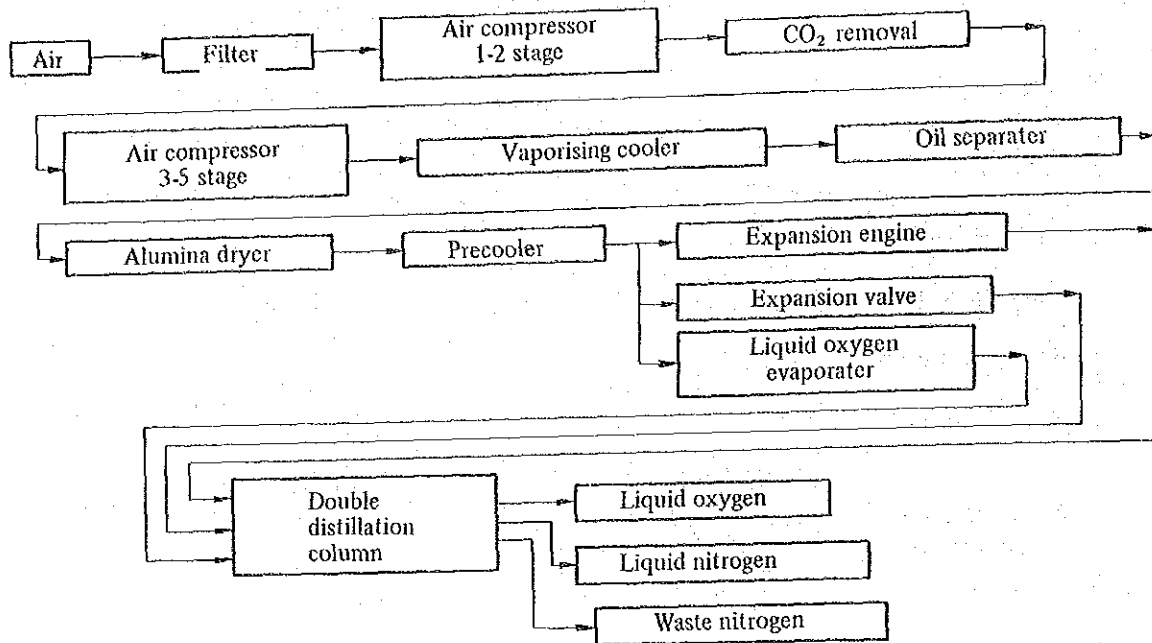 Air
Filter
Air compressor
1-2 stage
CO₂ removal
Air compressor
3-5 stage
Vaporising cooler
Oil separater
Alumina dryer
Precooler
Expansion engine
Expansion valve
Liquid oxygen
evaporater
Double
distillation
column
Liquid oxygen
Liquid nitrogen
Waste nitrogen